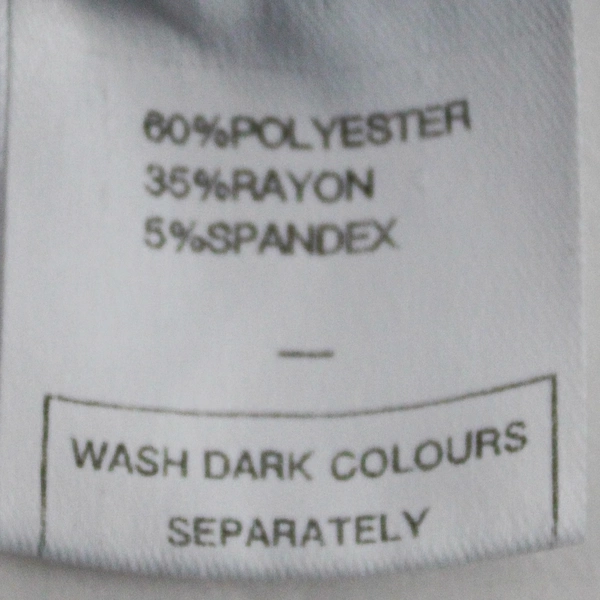 60%POLYESTER
35%RAYON
5%SPANDEX
—
WASH DARK COLOURS
SEPARATELY